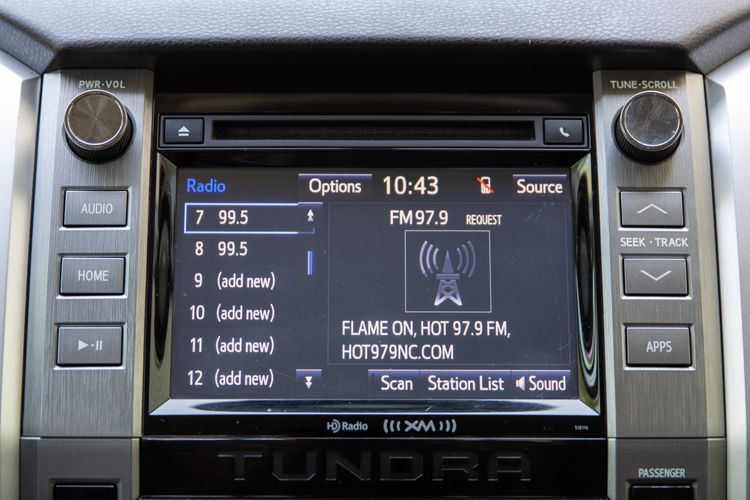 PWR·VOL
TUNE·SCROLL
Radio
Options
10:43
Source
7 99.5
FM 97.9 REQUEST
8 99.5
9 (add new)
10 (add new)
11 (add new)
12 (add new)
FLAME ON, HOT 97.9 FM,
HOT979NC.COM
Scan
Station List
Sound
AUDIO
HOME
SEEK · TRACK
APPS
HD Radio
((( XM )))
510116
TUNDRA
PASSENGER